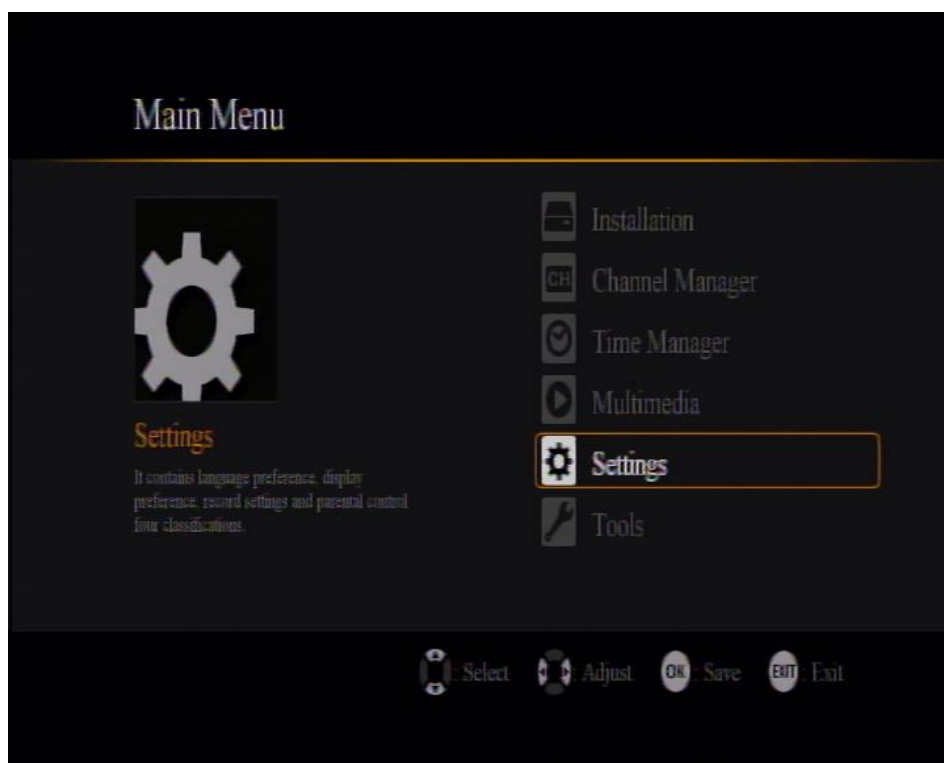 Main Menu
Installation
CH Channel Manager
Time Manager
Multimedia
Settings
Tools
Settings
It contains language preference, display
preference, record settings and parental control
four classifications.
: Select : Adjust OK : Save EXIT : Exit